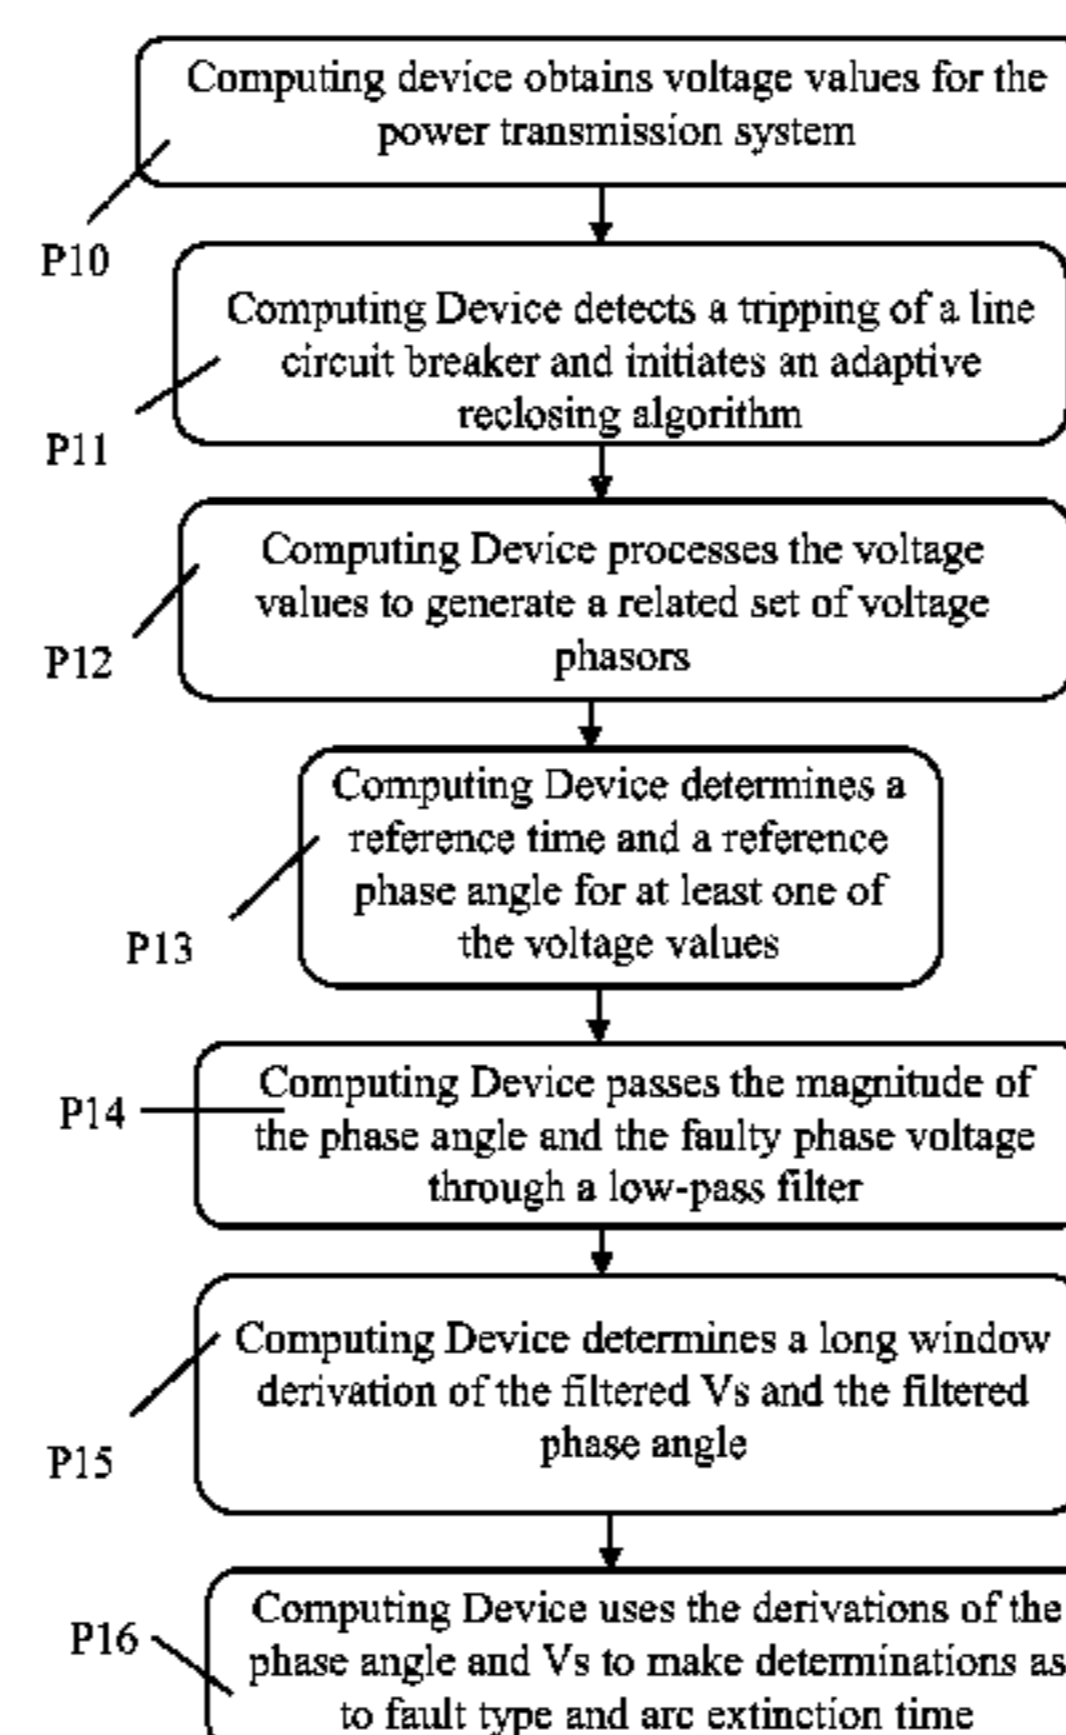 Computing device obtains voltage values for the
power transmission system
P10
Computing Device detects a tripping of a line
circuit breaker and initiates an adaptive
reclosing algorithm
P11
Computing Device processes the voltage
values to generate a related set of voltage
phasors
P12
Computing Device determines a
reference time and a reference
phase angle for at least one of
the voltage values
P13
Computing Device passes the magnitude of
the phase angle and the faulty phase voltage
through a low-pass filter
P14
Computing Device determines a long window
derivation of the filtered Vs and the filtered
phase angle
P15
Computing Device uses the derivations of the
phase angle and Vs to make determinations as
to fault type and arc extinction time
P16